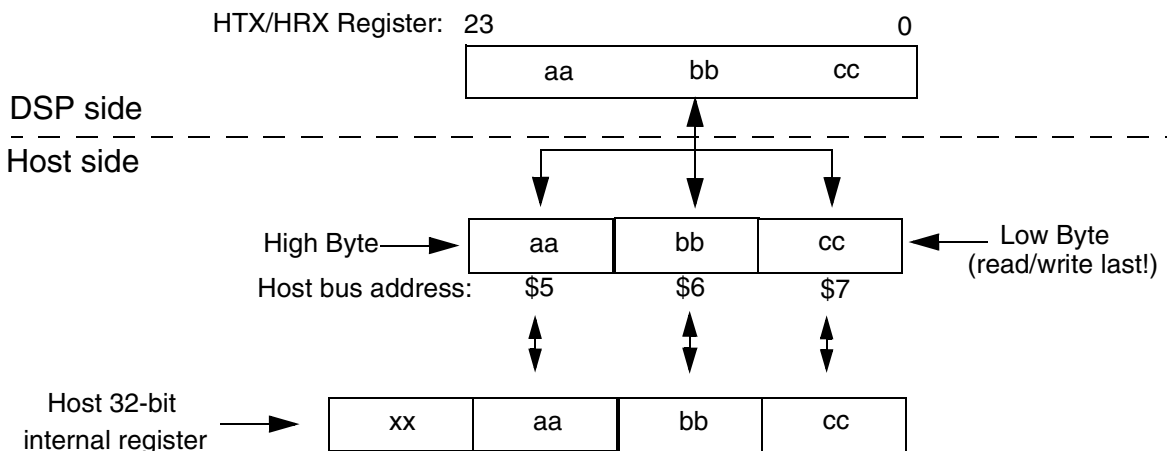 HTX/HRX Register: 23 0
aa bb cc
DSP side
Host side
High Byte aa bb cc Low Byte
(read/write last!)
Host bus address: $5 $6 $7
Host 32-bit
internal register
xx aa bb cc